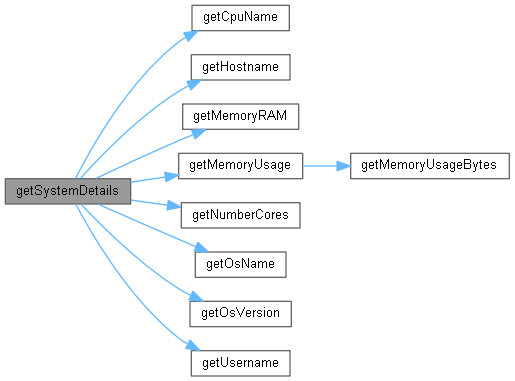 getCpuName
getHostname
getMemoryRAM
getMemoryUsage
getMemoryUsageBytes
getSystemDetails
getNumberCores
getOsName
getOsVersion
getUsername